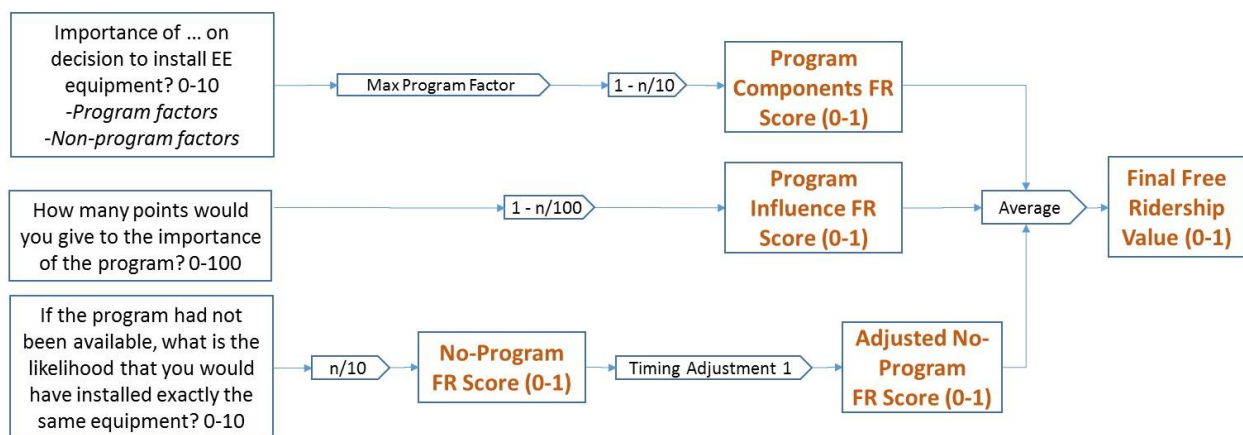 Importance of ... on
decision to install EE
equipment? 0-10
-Program factors
-Non-program factors
Max Program Factor
1 - n/10
Program
Components FR
Score (0-1)
How many points would
you give to the importance
of the program? 0-100
1 - n/100
Program
Influence FR
Score (0-1)
Average
Final Free
Ridership
Value (0-1)
If the program had not
been available, what is the
likelihood that you would
have installed exactly the
same equipment? 0-10
n/10
No-Program
FR Score (0-1)
Timing Adjustment 1
Adjusted No-
Program
FR Score (0-1)